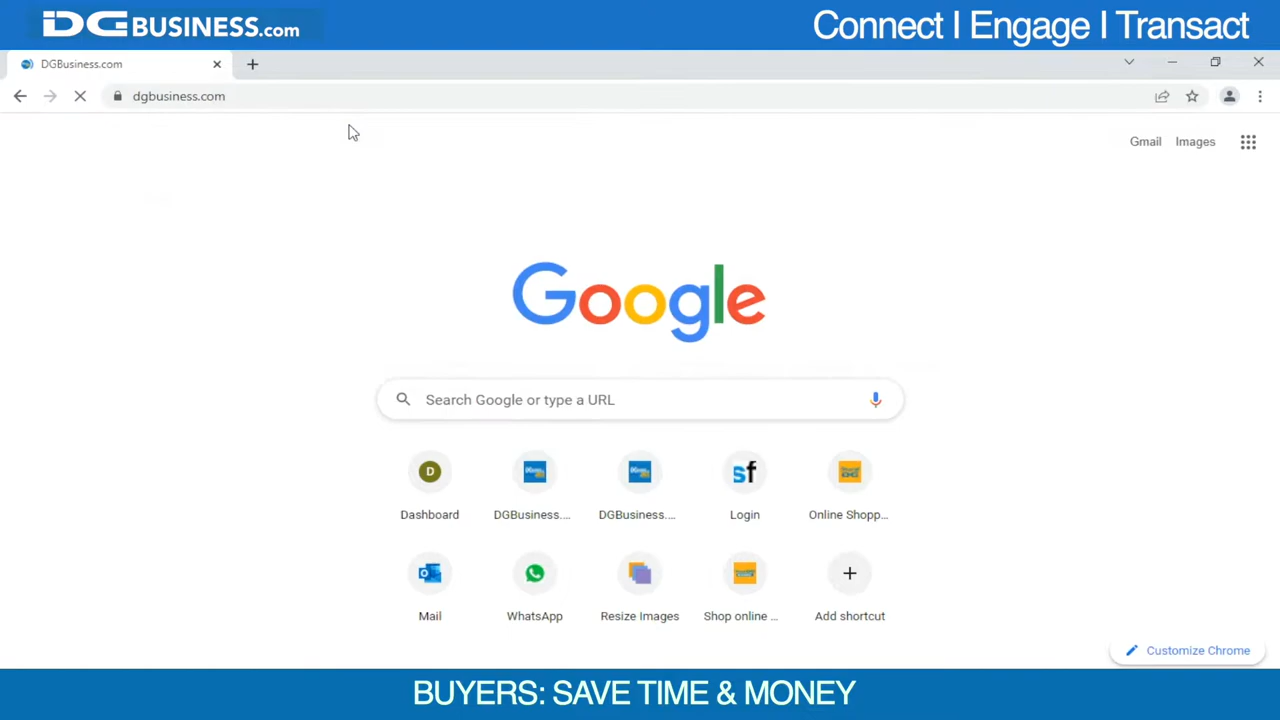 DGBUSINESS.com
Connect I Engage I Transact
DGBusiness.com
dgbusiness.com
Gmail Images
Google
Search Google or type a URL
D
sf
Dashboard DGBusiness.... DGBusiness.... Login Online Shopp...
Mail WhatsApp Resize Images Shop online ... Add shortcut
Customize Chrome
BUYERS: SAVE TIME & MONEY